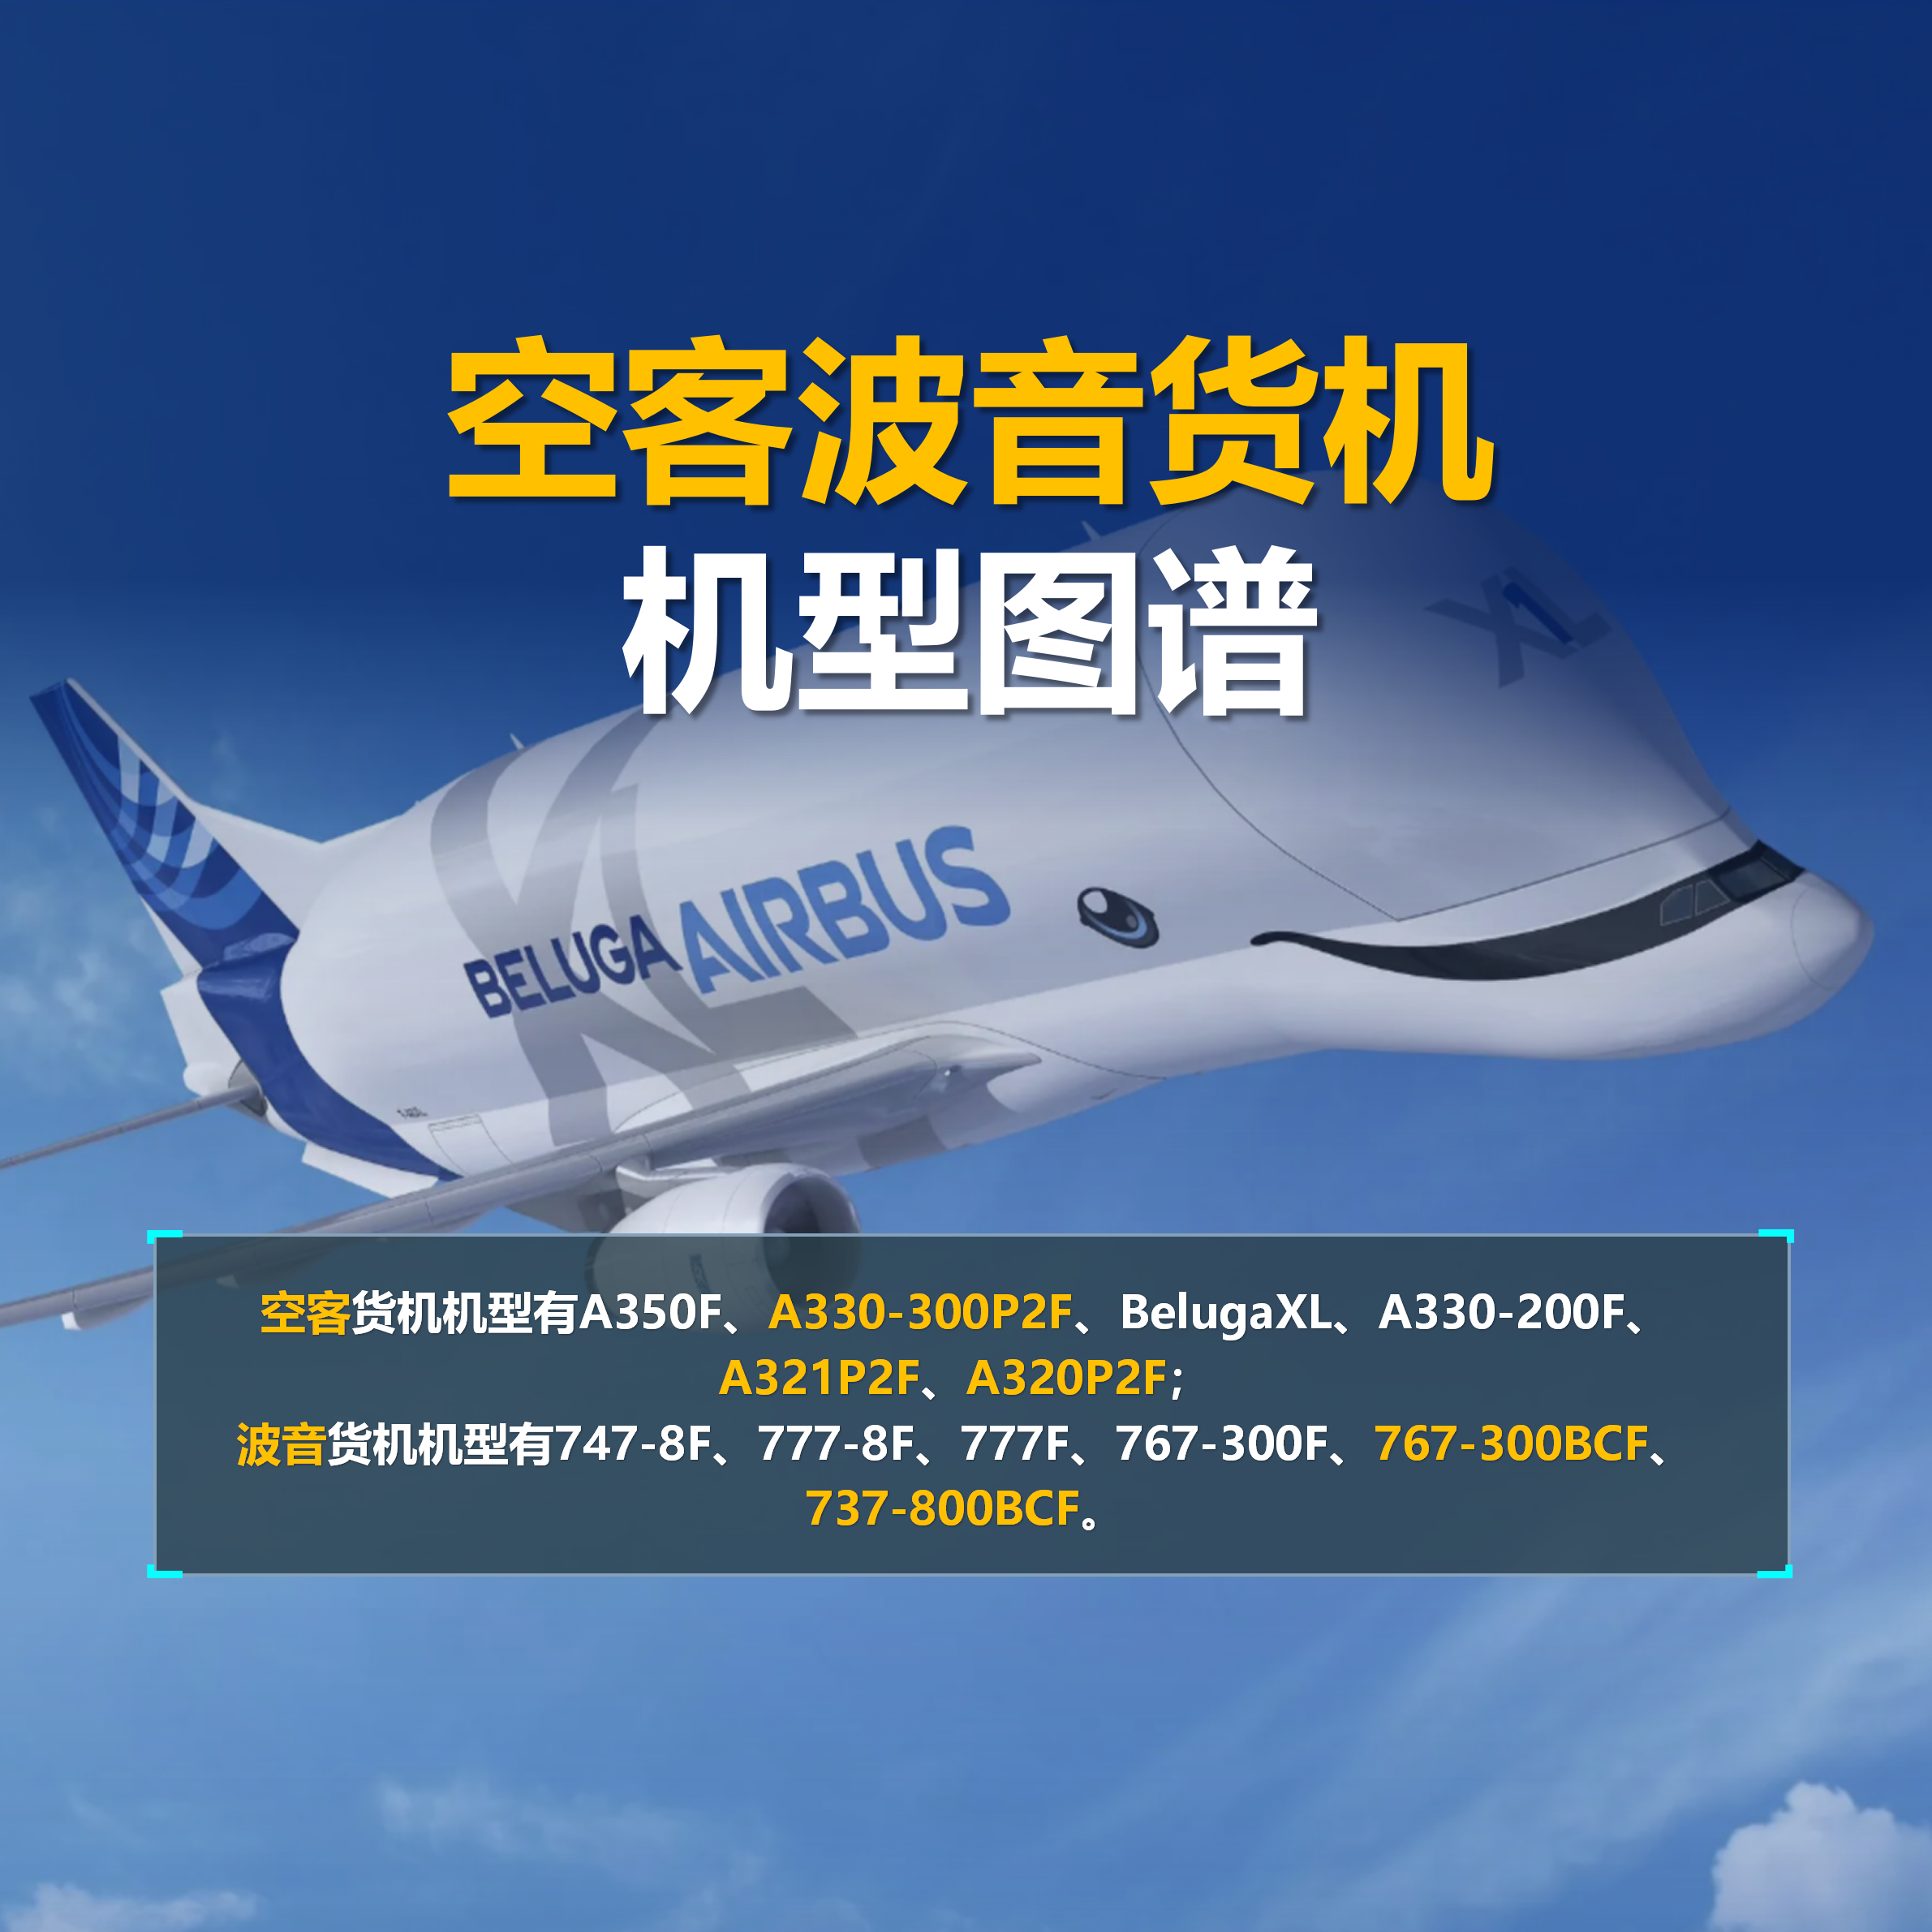 空客波音货机
机型图谱
XL
1
BELUGA AIRBUS
空客货机机型有A350F、A330-300P2F、BelugaXL、A330-200F、
A321P2F、A320P2F；
波音货机机型有747-8F、777-8F、777F、767-300F、767-300BCF、
737-800BCF。